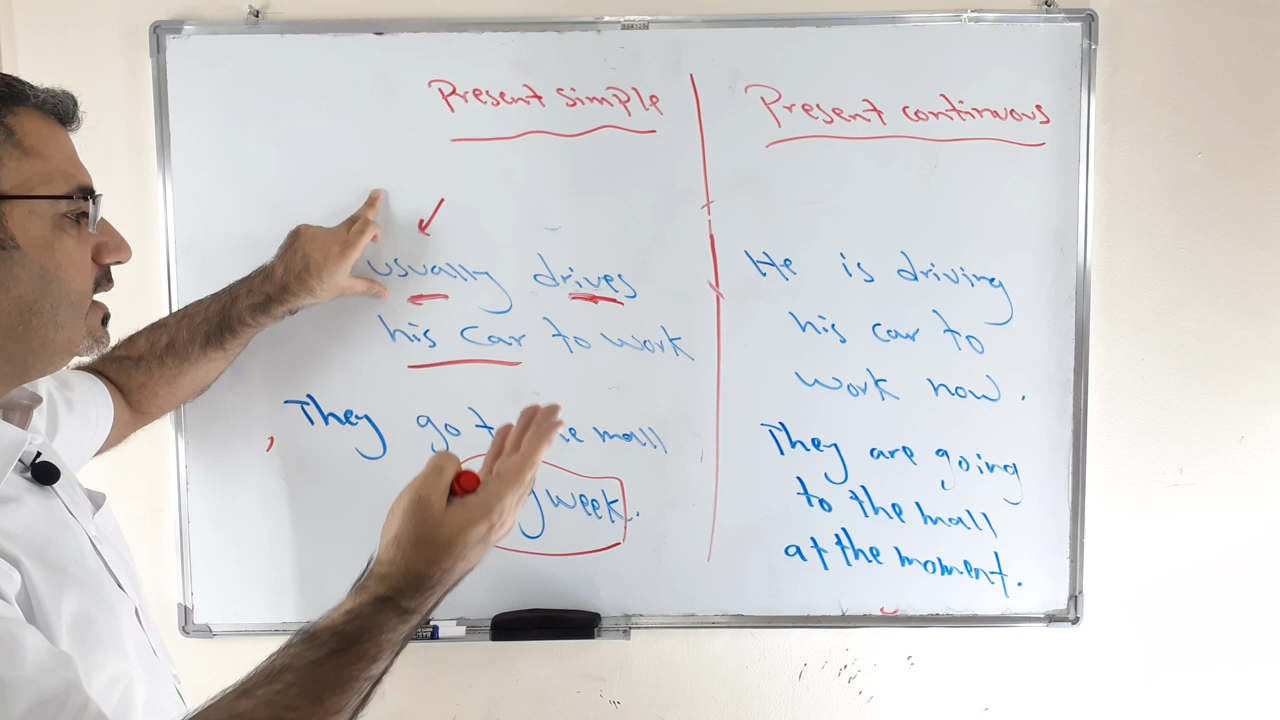 Present simple
usually drives
his car to work
They go mall
week.
Present continuous
He is driving
his car to
work now.
They are going
to the mall
at the moment.